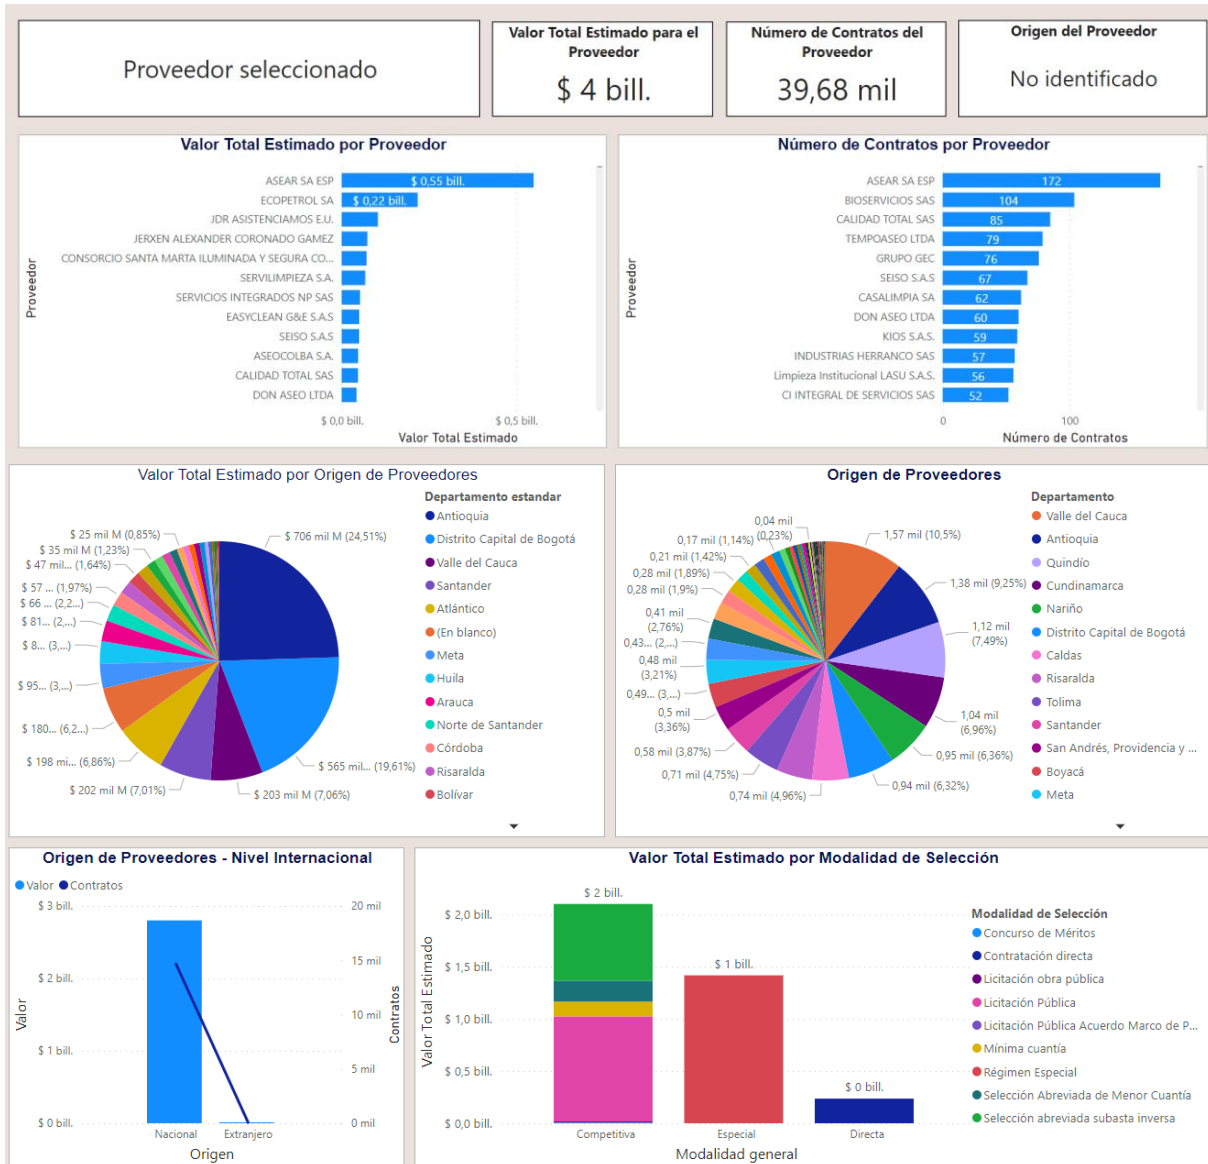 Proveedor seleccionado
Valor Total Estimado para el
Proveedor
$ 4 bill.
Número de Contratos del
Proveedor
39,68 mil
Origen del Proveedor
No identificado
Valor Total Estimado por Proveedor
Proveedor
ASEAR SA ESP
$ 0,55 bill.
ECOPETROL SA
$ 0,22 bill.
JDR ASISTENCIAMOS E.U.
JERXEN ALEXANDER CORONADO GAMEZ
CONSORCIO SANTA MARTA ILUMINADA Y SEGURA CO...
SERVILIMPIEZA S.A.
SERVICIOS INTEGRADOS NP SAS
EASYCLEAN G&E S.A.S
SEISO S.A.S
ASEOCOLBA S.A.
CALIDAD TOTAL SAS
DON ASEO LTDA
$ 0,0 bill.
$ 0,5 bill.
Valor Total Estimado
Número de Contratos por Proveedor
Proveedor
ASEAR SA ESP
172
BIOSERVICIOS SAS
104
CALIDAD TOTAL SAS
85
TEMPOASEO LTDA
79
GRUPO GEC
76
SEISO S.A.S
67
CASALIMPIA SA
62
DON ASEO LTDA
60
KIOS S.A.S.
59
INDUSTRIAS HERRANCO SAS
57
Limpieza Institucional LASU S.A.S.
56
CI INTEGRAL DE SERVICIOS SAS
52
0
100
Número de Contratos
Valor Total Estimado por Origen de Proveedores
$ 25 mil M (0,85%)
$ 35 mil M (1,23%)
$ 47 mil... (1,64%)
$ 57 ... (1,97%)
$ 66 ... (2,2...)
$ 81... (2,...)
$ 8... (3,...)
$ 95... (3,...)
$ 180... (6,2...)
$ 198 mi... (6,86%)
$ 202 mil M (7,01%)
$ 203 mil M (7,06%)
$ 565 mil... (19,61%)
$ 706 mil M (24,51%)
Departamento estandar
Antioquia
Distrito Capital de Bogotá
Valle del Cauca
Santander
Atlántico
(En blanco)
Meta
Huila
Arauca
Norte de Santander
Córdoba
Risaralda
Bolívar
Origen de Proveedores
0,04 mil
(0,23%)
0,17 mil (1,14%)
0,21 mil (1,42%)
0,28 mil (1,89%)
0,28 mil (1,9%)
0,41 mil
(2,76%)
0,43... (2,...)
0,48 mil
(3,21%)
0,49... (3,...)
0,5 mil
(3,36%)
0,58 mil (3,87%)
0,71 mil (4,75%)
0,74 mil (4,96%)
0,94 mil (6,32%)
0,95 mil (6,36%)
1,04 mil
(6,96%)
1,12 mil
(7,49%)
1,38 mil (9,25%)
1,57 mil (10,5%)
Departamento
Valle del Cauca
Antioquia
Quindío
Cundinamarca
Nariño
Distrito Capital de Bogotá
Caldas
Risaralda
Tolima
Santander
San Andrés, Providencia y ...
Boyacá
Meta
Origen de Proveedores - Nivel Internacional
Valor
Contratos
$ 3 bill.
$ 2 bill.
$ 1 bill.
$ 0 bill.
Valor
20 mil
15 mil
10 mil
5 mil
0 mil
Contratos
Nacional
Extranjero
Origen
Valor Total Estimado por Modalidad de Selección
Valor Total Estimado
$ 2,0 bill.
$ 1,5 bill.
$ 1,0 bill.
$ 0,5 bill.
$ 0,0 bill.
$ 2 bill.
$ 1 bill.
$ 0 bill.
Competitiva
Especial
Directa
Modalidad general
Modalidad de Selección
Concurso de Méritos
Contratación directa
Licitación obra pública
Licitación Pública
Licitación Pública Acuerdo Marco de P...
Mínima cuantía
Régimen Especial
Selección Abreviada de Menor Cuantía
Selección abreviada subasta inversa